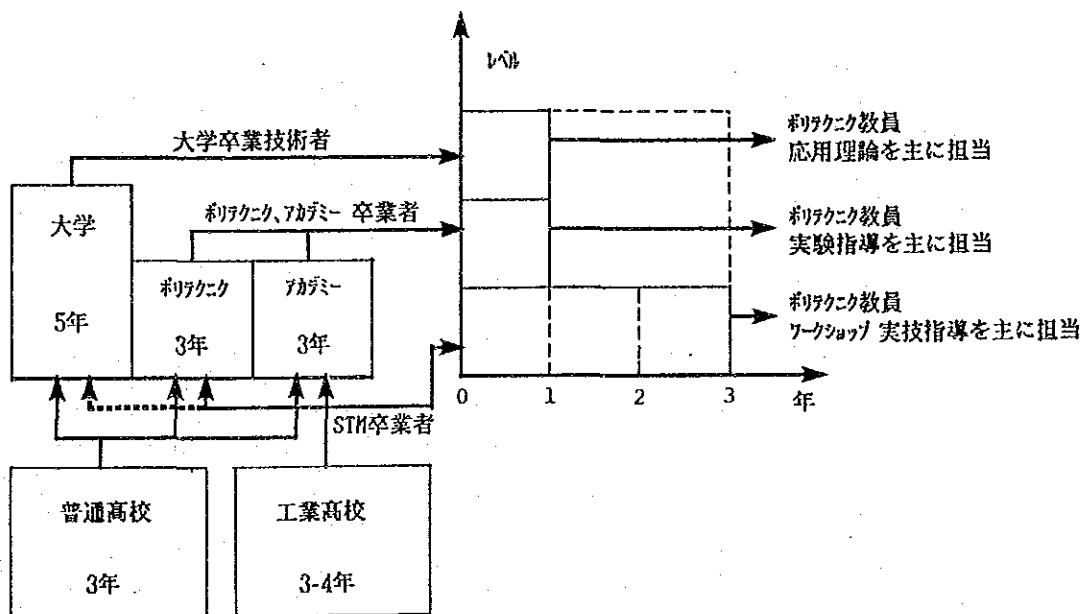 レベル
大学卒業技術者
ポリテクニク教員
応用理論を主に担当
大学
5年
ポリテクニク、アカデミー 卒業者
ポリテクニク
3年
アカデミー
3年
ポリテクニク教員
実験指導を主に担当
ポリテクニク教員
ワークショップ 実技指導を主に担当
0
1
2
3
年
STM卒業者
普通高校
3年
工業高校
3-4年